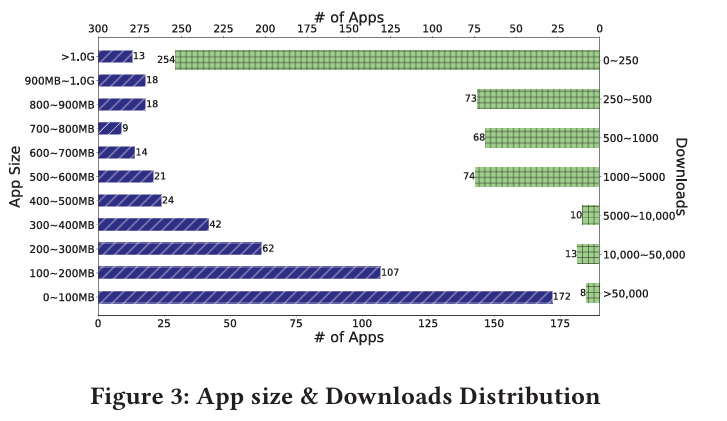 # of Apps
300 275 250 225 200 175 150 125 100 75 50 25 0
>1.0G 13 254 0~250
900MB~1.0G 18
800~900MB 18 73 250~500
700~800MB 9
600~700MB 14 68 500~1000
500~600MB 21 74 1000~5000
400~500MB 24
300~400MB 42 10 5000~10,000
200~300MB 62 13 10,000~50,000
100~200MB 107
0~100MB 172 8 >50,000
App Size
Downloads
0 25 50 75 100 125 150 175
# of Apps
Figure 3: App size & Downloads Distribution